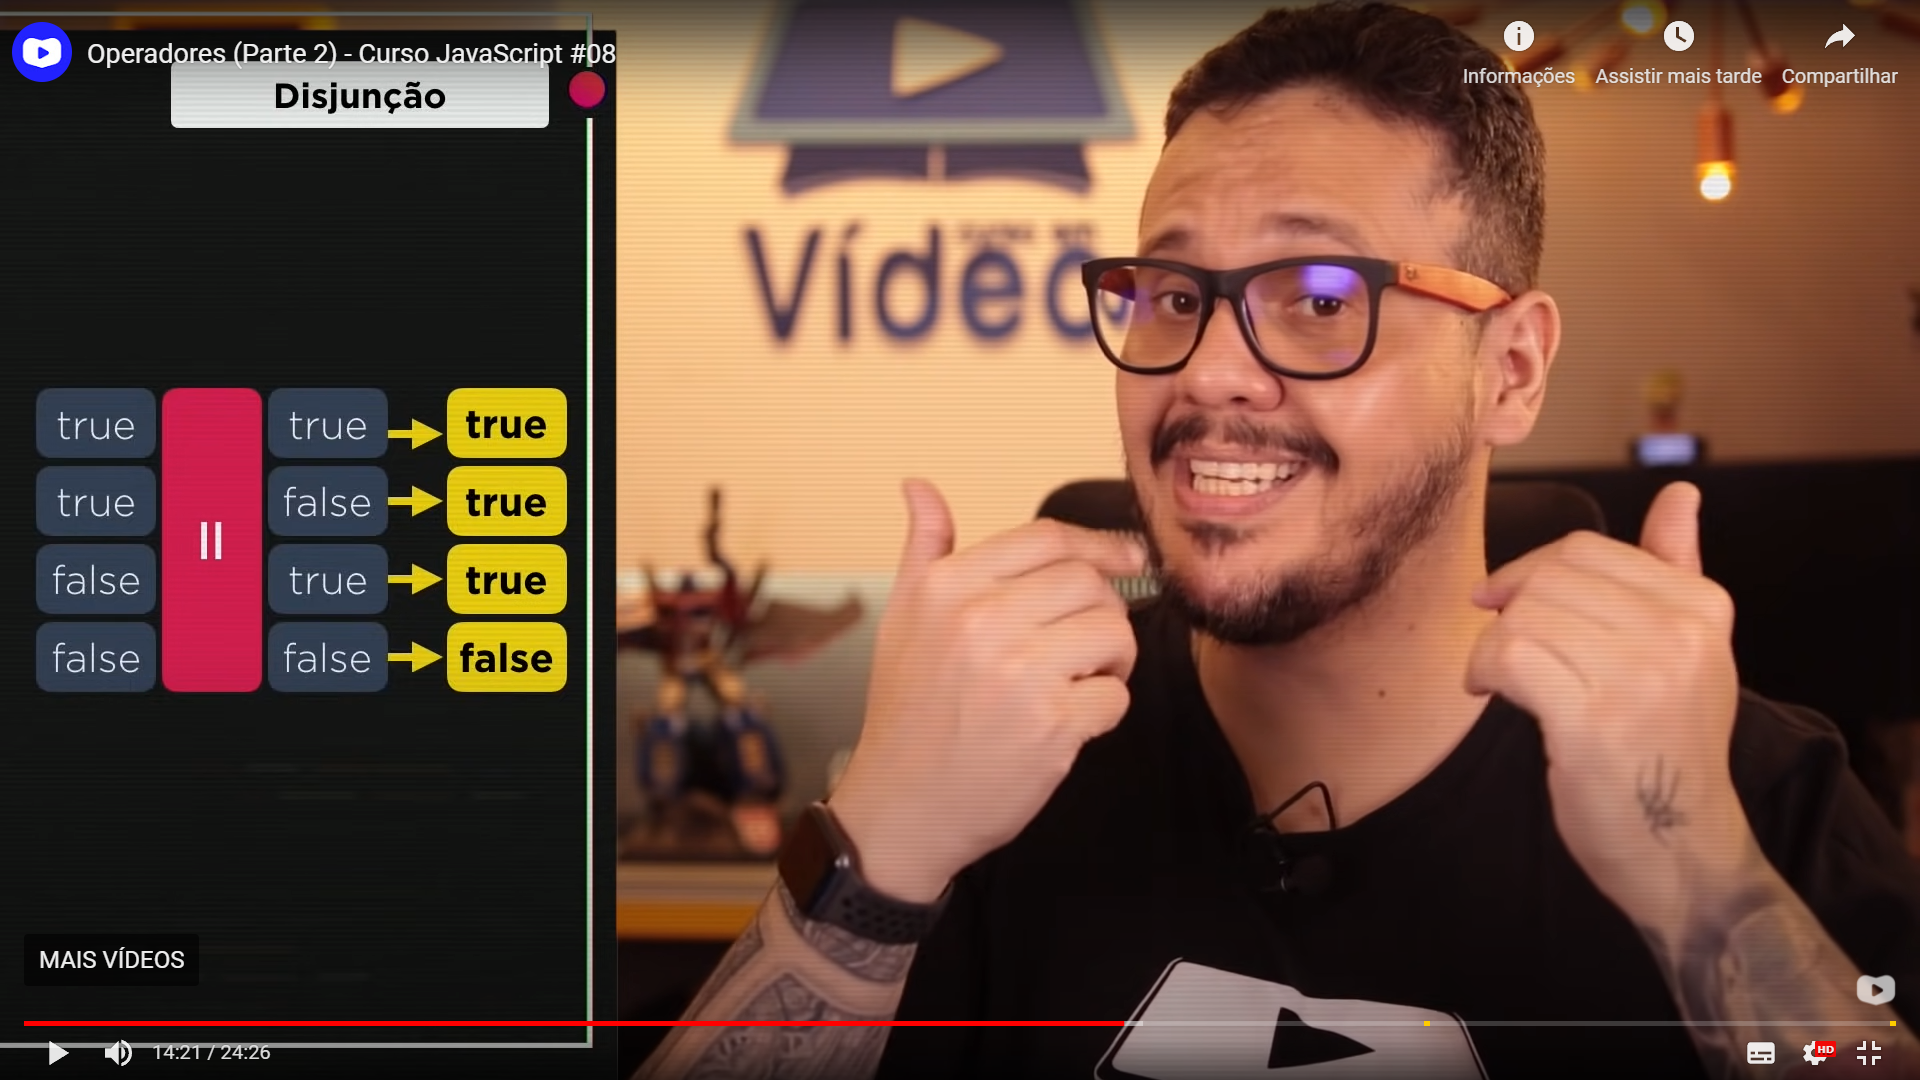 Operadores (Parte 2) - Curso JavaScript #08
Informações
Assistir mais tarde
Compartilhar
Disjunção
Vídeo
true || true true
true false true
false true true
false false false
MAIS VÍDEOS
14:21 / 24:26
HD